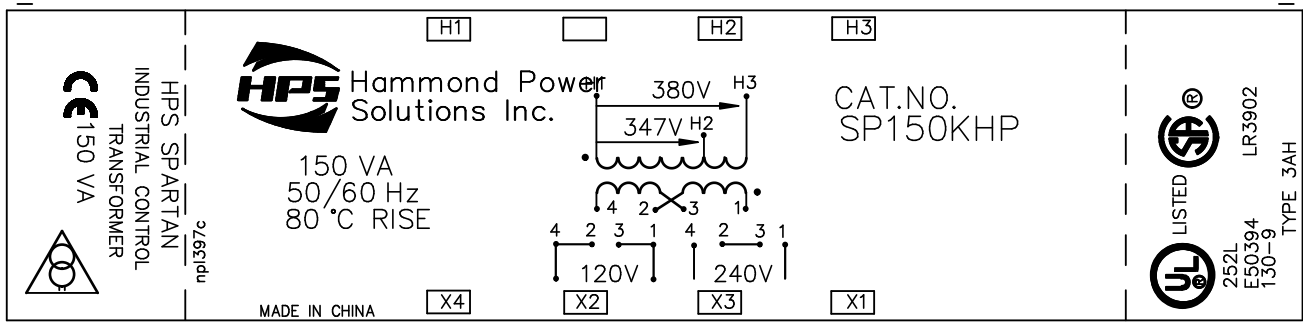 HPS SPARTAN
INDUSTRIAL CONTROL
TRANSFORMER
CE 150 VA
npl397c
HPS
Hammond Power
Solutions Inc.
150 VA
50/60 Hz
80 °C RISE
MADE IN CHINA
H1
H2
H3
H1
380V
H3
347V
H2
4 2 3 1
4 2 3 1
4 2 3 1
120V
240V
X4
X2
X3
X1
CAT.NO.
SP150KHP
UL ® LISTED
SA ®
252L
E50394
130-9
LR3902
TYPE 3AH